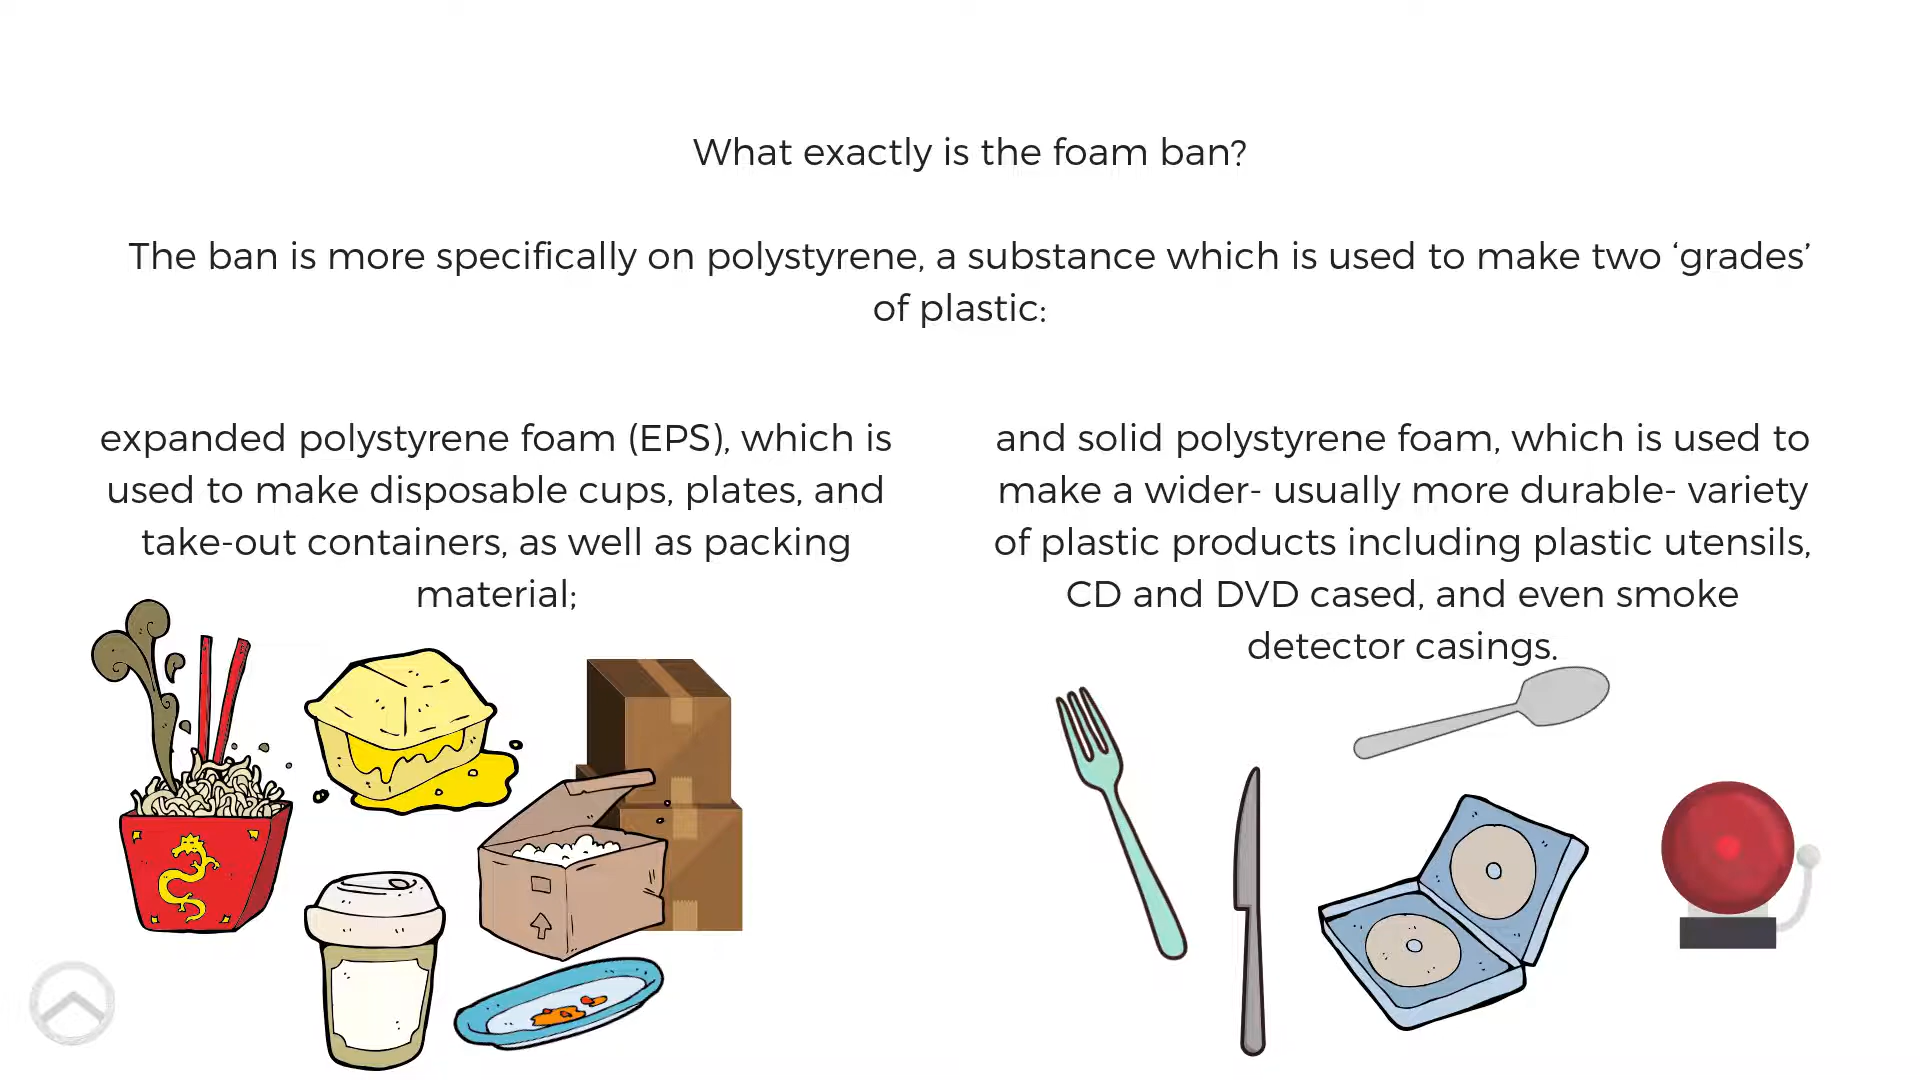 What exactly is the foam ban?
The ban is more specifically on polystyrene, a substance which is used to make two ‘grades’
of plastic:
expanded polystyrene foam (EPS), which is
used to make disposable cups, plates, and
take-out containers, as well as packing
material;
and solid polystyrene foam, which is used to
make a wider- usually more durable- variety
of plastic products including plastic utensils,
CD and DVD cased, and even smoke
detector casings.